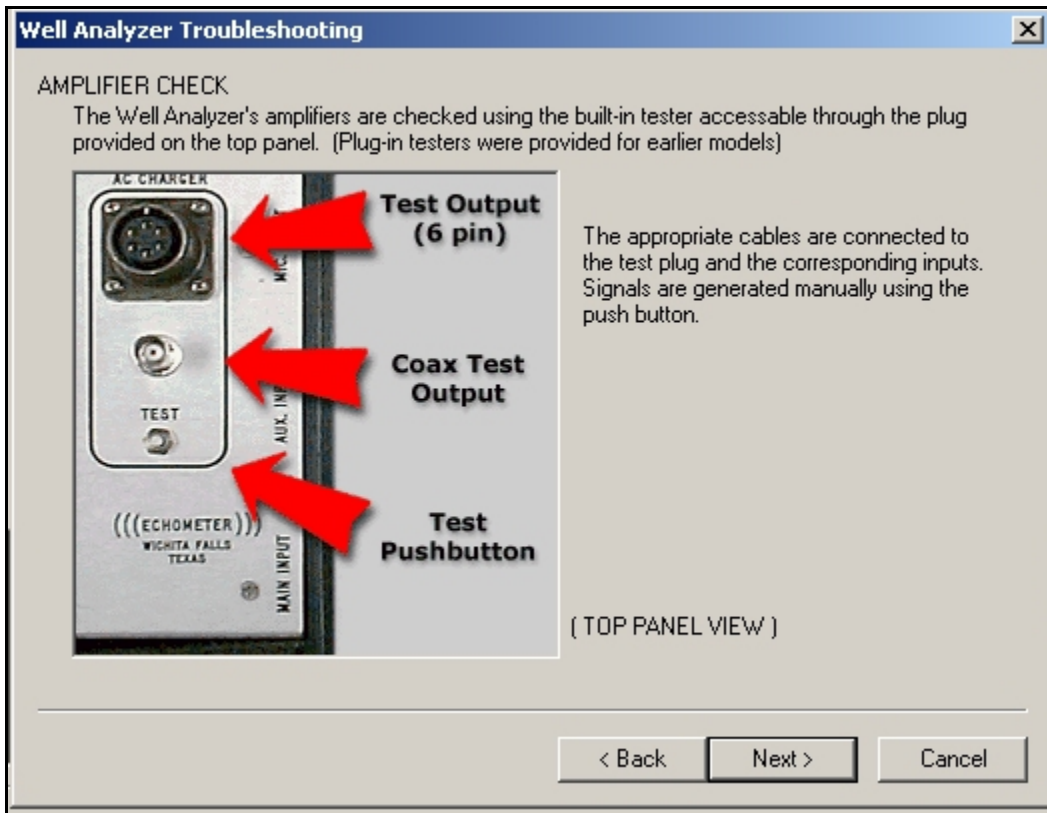 Well Analyzer Troubleshooting
AMPLIFIER CHECK
The Well Analyzer's amplifiers are checked using the built-in tester accessable through the plug
provided on the top panel. (Plug-in testers were provided for earlier models)
AC CHARGER
Test Output
(6 pin)
Coax Test
Output
AUX. IN
TEST
Test
Pushbutton
(((ECHOMETER)))
WICHITA FALLS
TEXAS
MAIN INPUT
The appropriate cables are connected to
the test plug and the corresponding inputs.
Signals are generated manually using the
push button.
( TOP PANEL VIEW )
< Back
Next >
Cancel